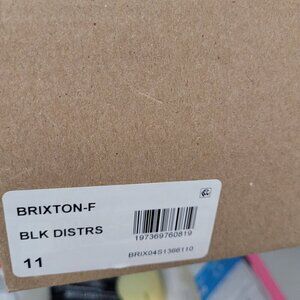 BRIXTON-F
BLK DISTRS
197369760819
11
BRIX04S1366110